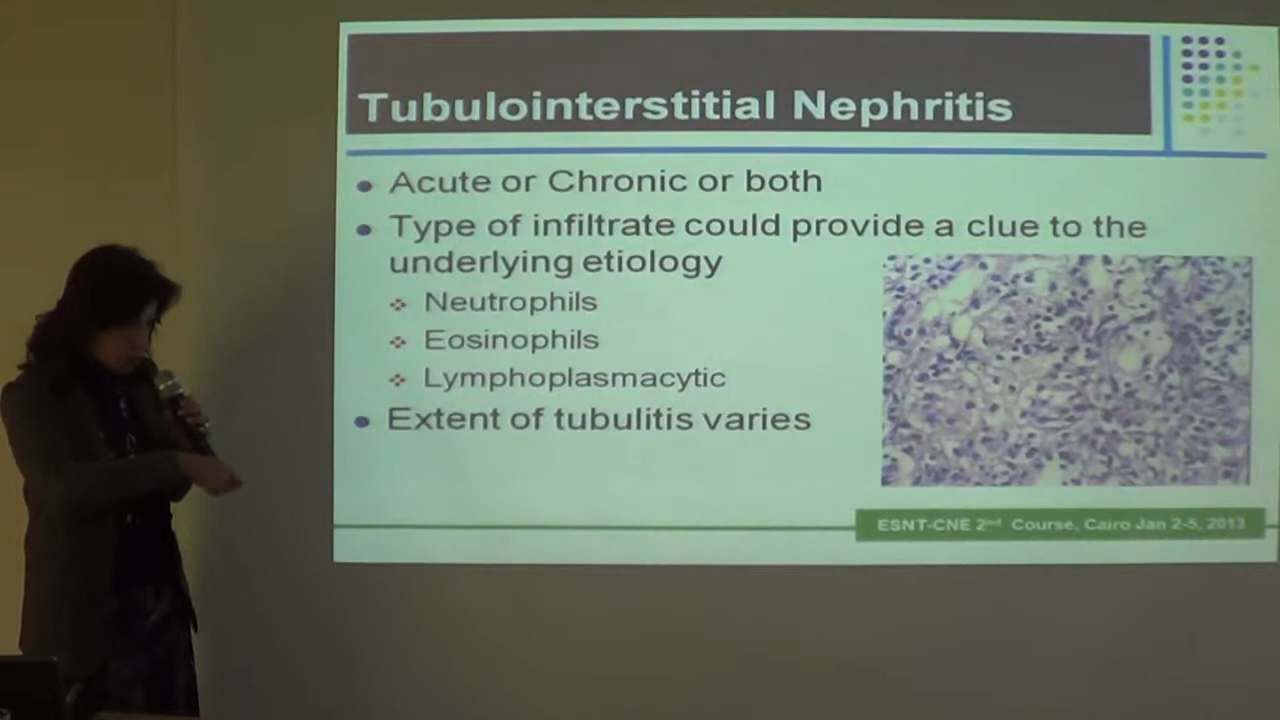 Tubulointerstitial Nephritis
Acute or Chronic or both
Type of infiltrate could provide a clue to the
underlying etiology
Neutrophils
Eosinophils
Lymphoplasmacytic
Extent of tubulitis varies
ESNT-CNE 2nd Course, Cairo Jan 2-5, 2013